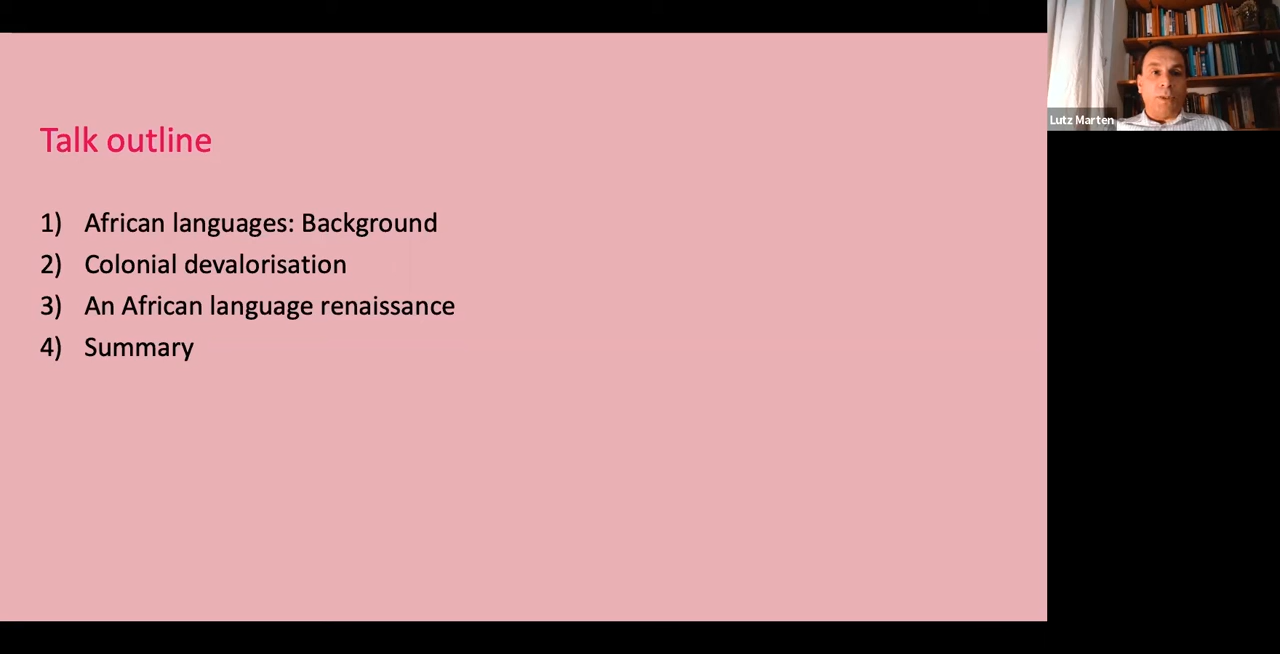 Talk outline
1) African languages: Background
2) Colonial devalorisation
3) An African language renaissance
4) Summary
Lutz Marten